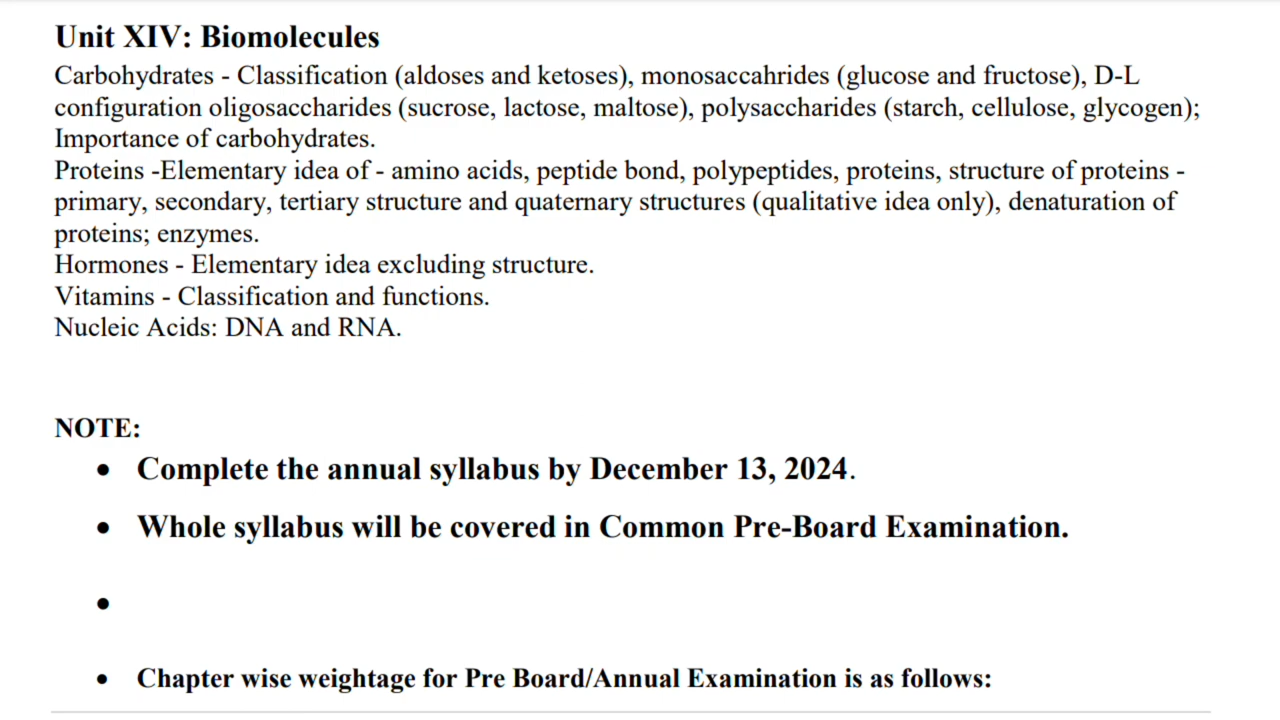 Unit XIV: Biomolecules
Carbohydrates - Classification (aldoses and ketoses), monosaccahrides (glucose and fructose), D-L
configuration oligosaccharides (sucrose, lactose, maltose), polysaccharides (starch, cellulose, glycogen);
Importance of carbohydrates.
Proteins -Elementary idea of - amino acids, peptide bond, polypeptides, proteins, structure of proteins -
primary, secondary, tertiary structure and quaternary structures (qualitative idea only), denaturation of
proteins; enzymes.
Hormones - Elementary idea excluding structure.
Vitamins - Classification and functions.
Nucleic Acids: DNA and RNA.
NOTE:
• Complete the annual syllabus by December 13, 2024.
• Whole syllabus will be covered in Common Pre-Board Examination.
•
• Chapter wise weightage for Pre Board/Annual Examination is as follows: